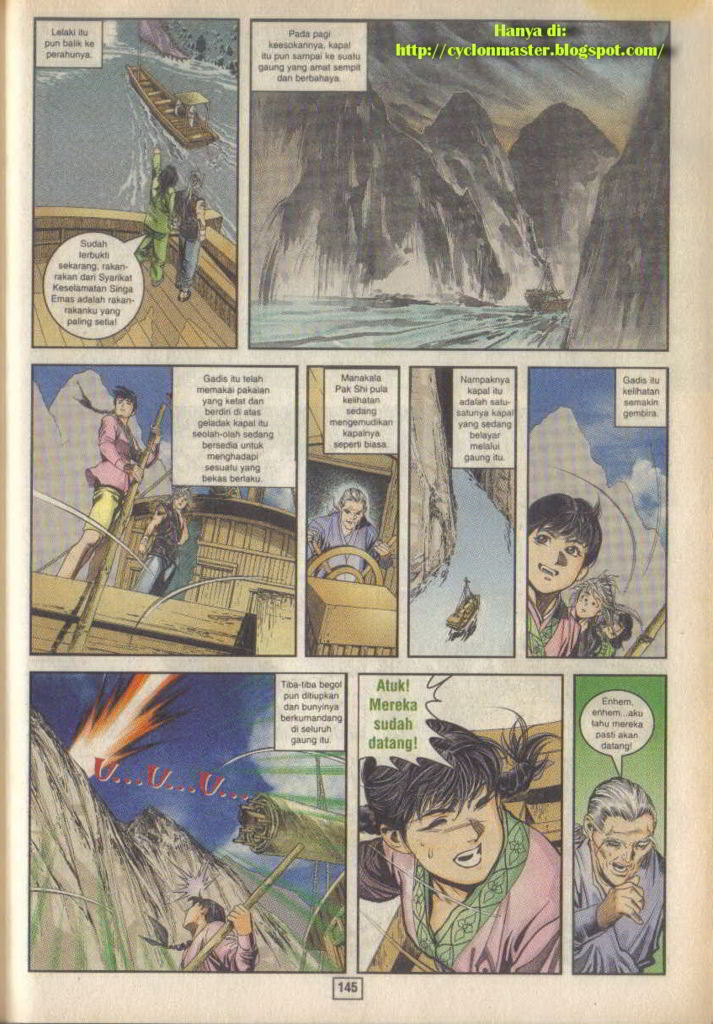 Lelaki itu
pun balik ke
perahunya.
Pada pagi
keesokannya, kapal
itu pun sampai ke suatu
gaung yang amat sempit
dan berbahaya.
Hanya di:
http://cyclonmaster.blogspot.com/
Sudah
terbukti
sekarang, rakan-
rakan dari Syarikat
Keselamatan Singa
Emas adalah rakan-
rakanku yang
paling setia!
Gadis itu telah
memakai pakaian
yang ketat dan
berdiri di atas
geladak kapal itu
seolah-olah sedang
bersedia untuk
menghadapi
sesuatu yang
bekas berlaku.
Manakala
Pak Shi pula
kelihatan
sedang
mengemudikan
kapalnya
seperti biasa.
Nampaknya
kapal itu
adalah satu-
satunya kapal
yang sedang
belayar
melalui
gaung itu.
Gadis itu
kelihatan
semakin
gembira.
Tiba-tiba begol
pun ditiupkan
dan bunyinya
berkumandang
di seluruh
gaung itu.
U...U...U...
Atuk!
Mereka
sudah
datang!
Enhem,
enhem...aku
tahu mereka
pasti akan
datang!
145